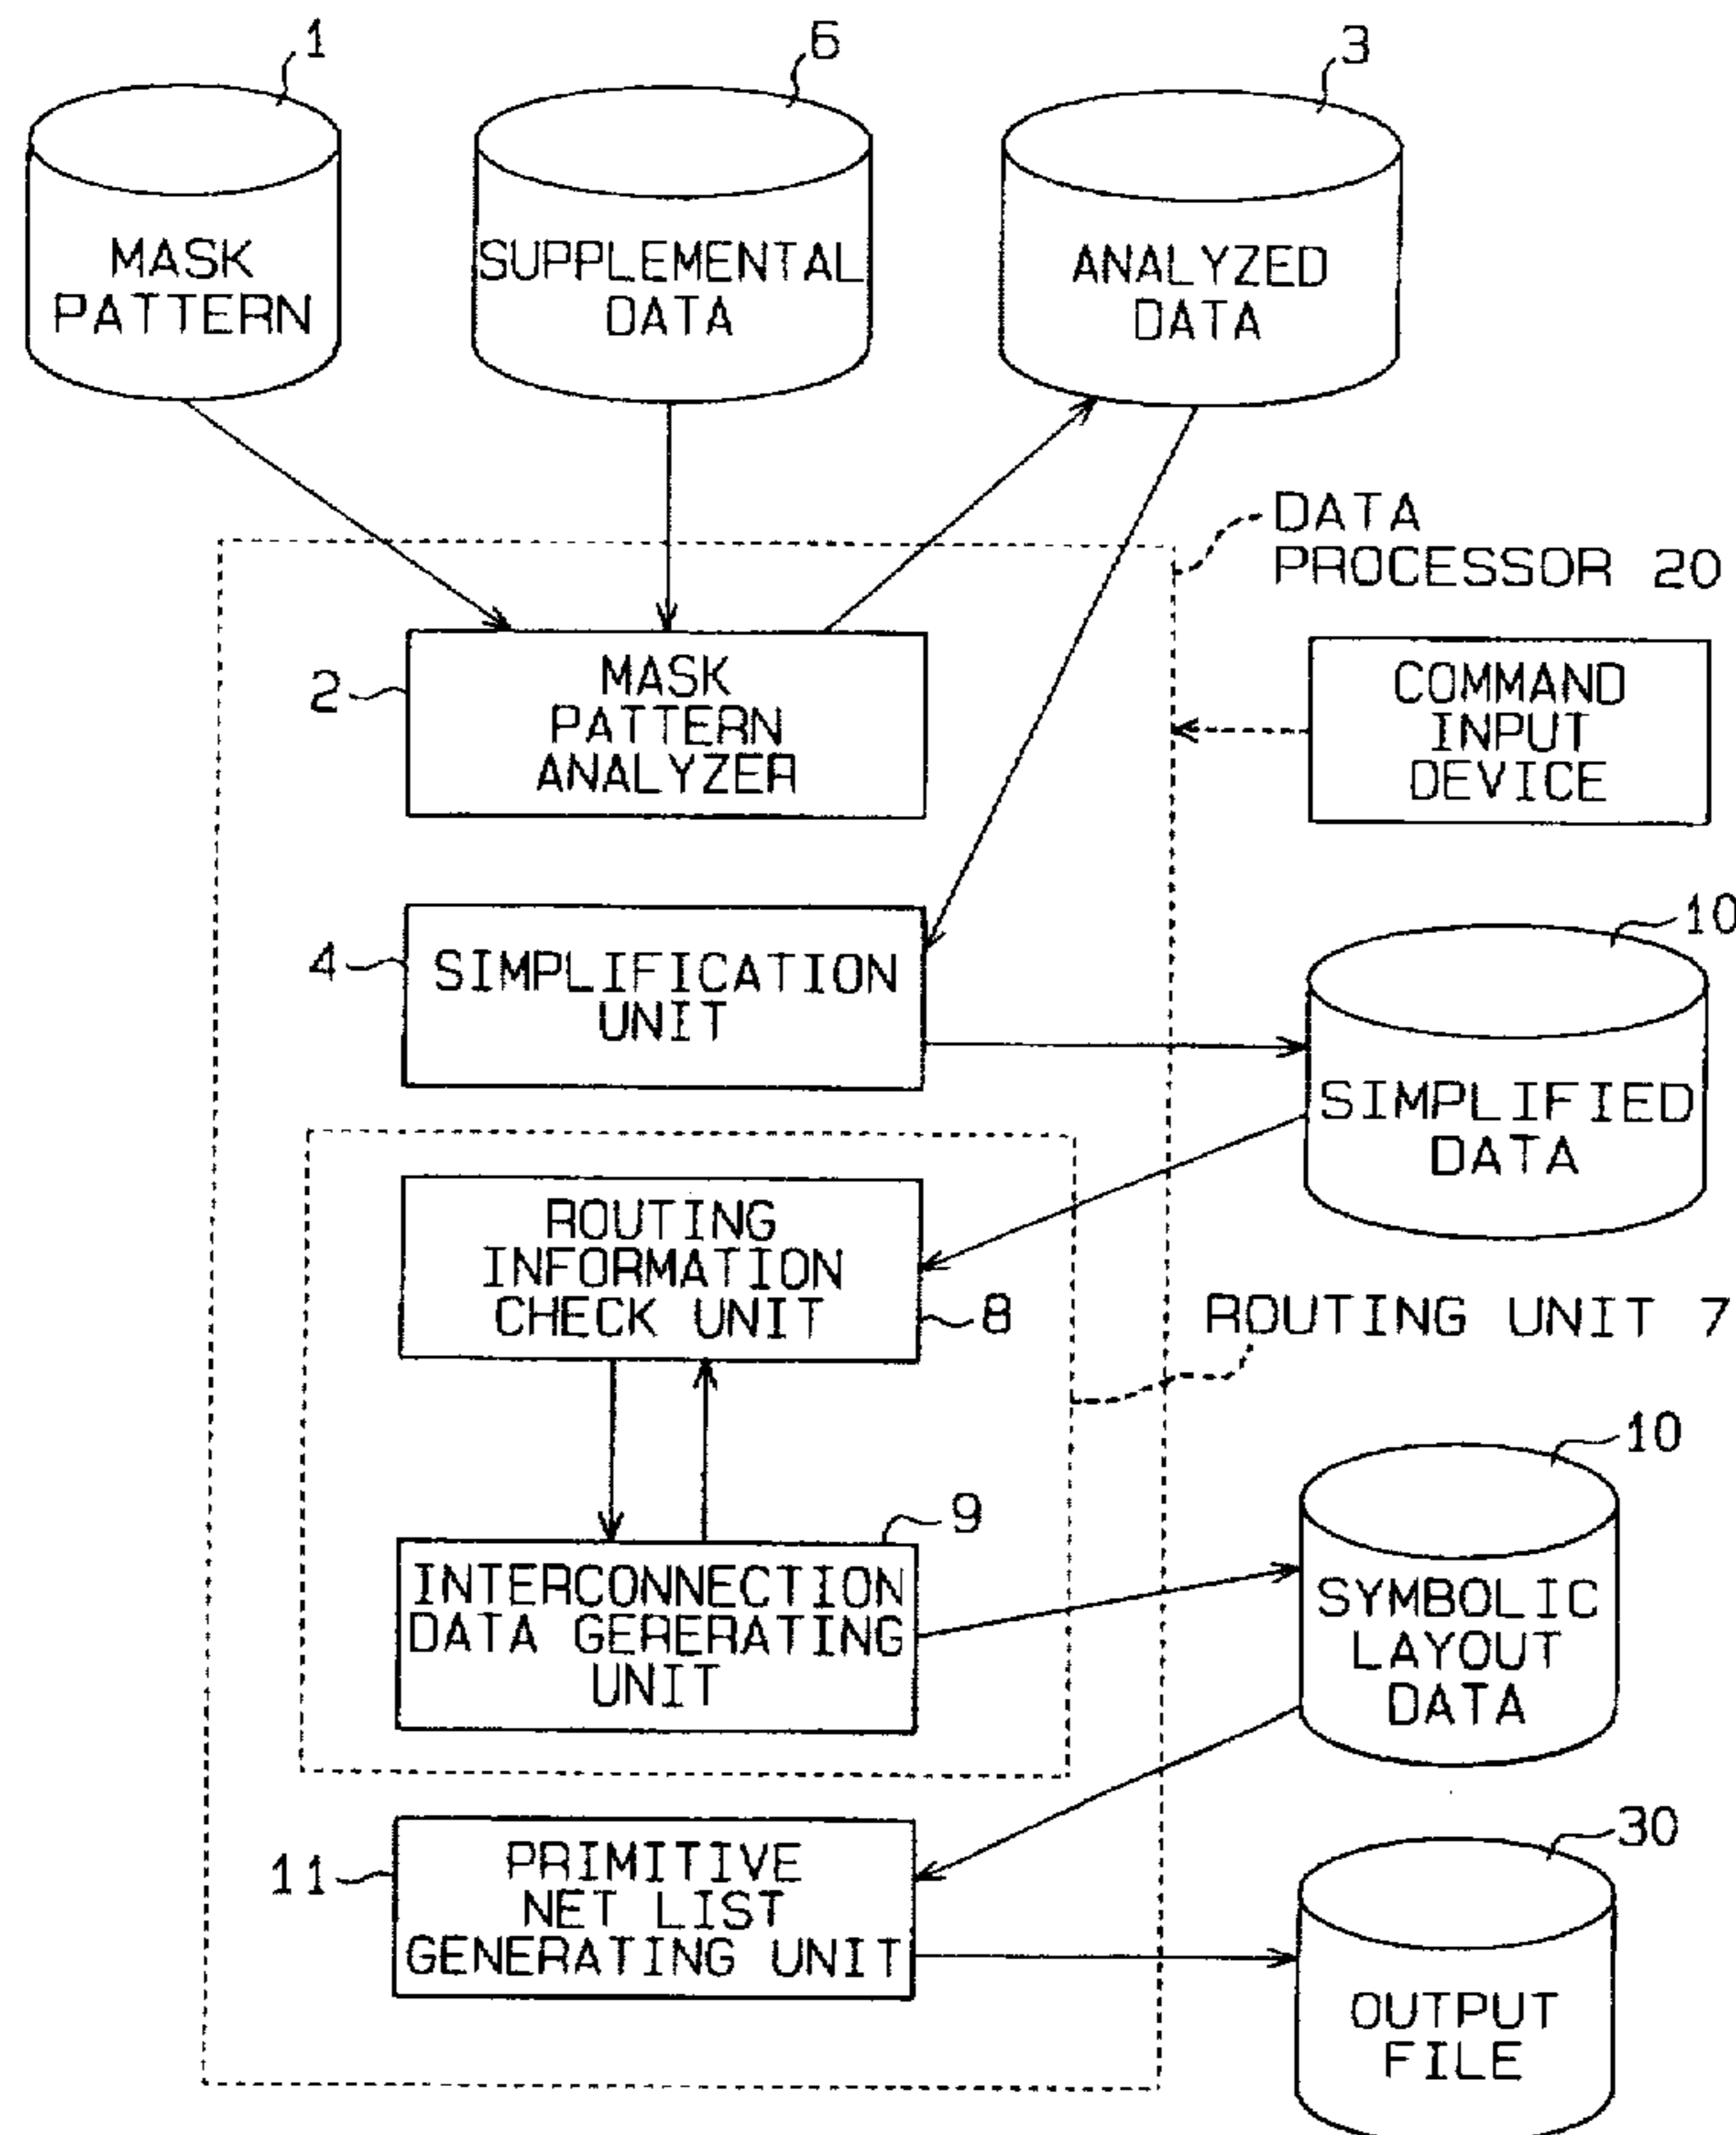 1
6
3
MASK
PATTERN
SUPPLEMENTAL
DATA
ANALYZED
DATA
DATA
PROCESSOR 20
2
MASK
PATTERN
ANALYZER
COMMAND
INPUT
DEVICE
4
SIMPLIFICATION
UNIT
10
SIMPLIFIED
DATA
ROUTING
INFORMATION
CHECK UNIT
8
ROUTING UNIT 7
9
INTERCONNECTION
DATA GERERATING
UNIT
10
SYMBOLIC
LAYOUT
DATA
11
PRIMITIVE
NET LIST
GENERATING UNIT
30
OUTPUT
FILE